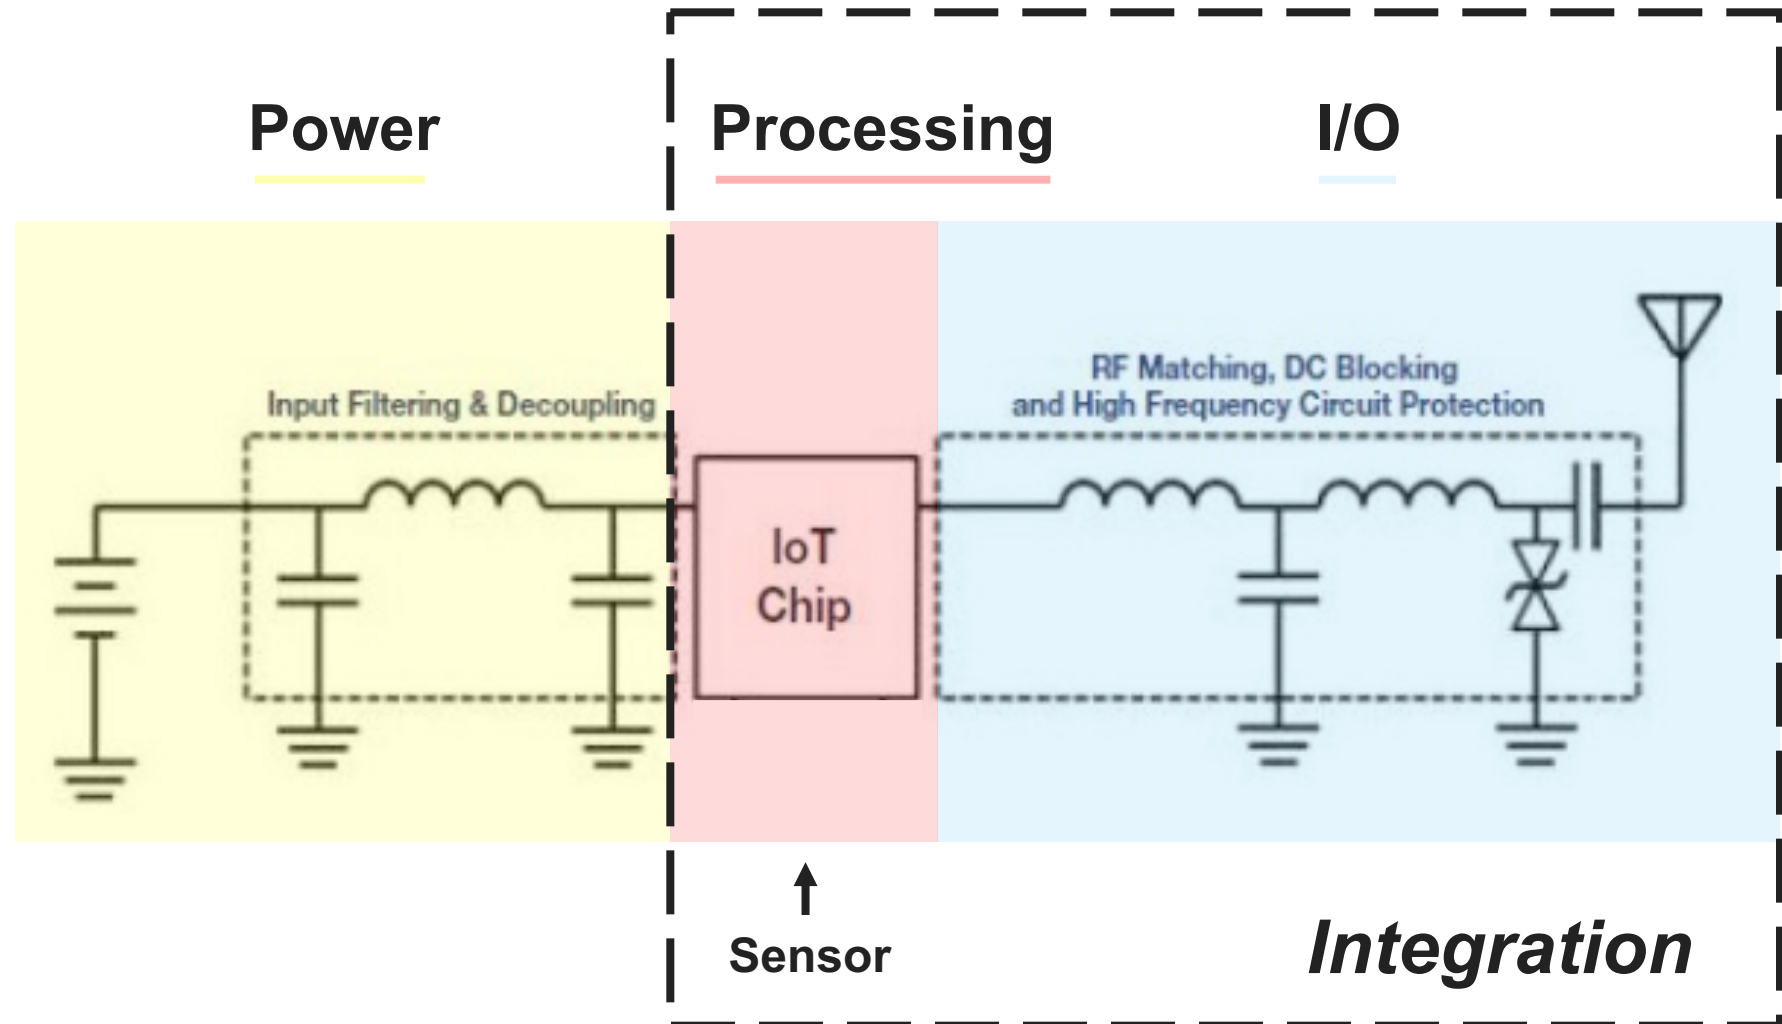 Power
Processing
I/O
Input Filtering & Decoupling
RF Matching, DC Blocking
and High Frequency Circuit Protection
IoT
Chip
Sensor
Integration